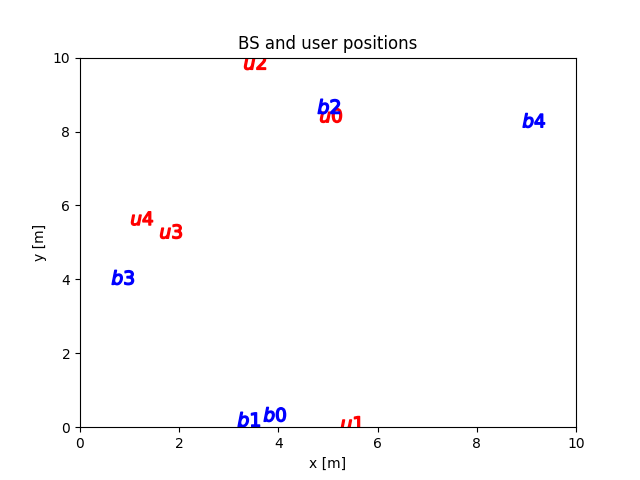 BS and user positions
10
u2
b2
u0
b4
8
6
u4
u3
y [m]
4
b3
2
b1
b0
u1
0
0 2 4 6 8 10
x [m]